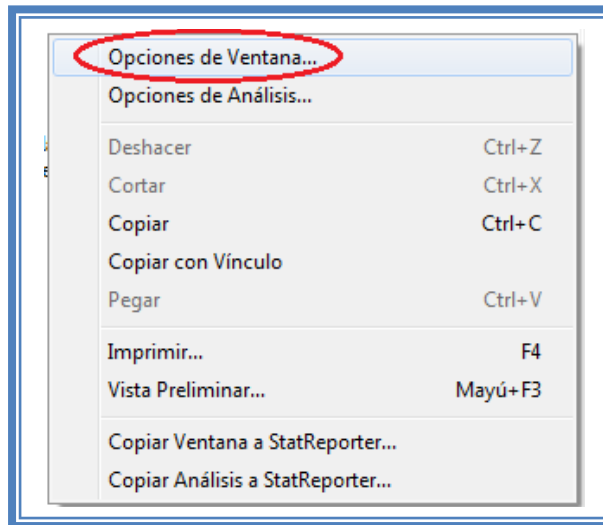 Opciones de Ventana...
Opciones de Análisis...
Deshacer Ctrl+Z
Cortar Ctrl+X
Copiar Ctrl+C
Copiar con Vínculo
Pegar Ctrl+V
Imprimir... F4
Vista Preliminar... Mayú+F3
Copiar Ventana a StatReporter...
Copiar Análisis a StatReporter...